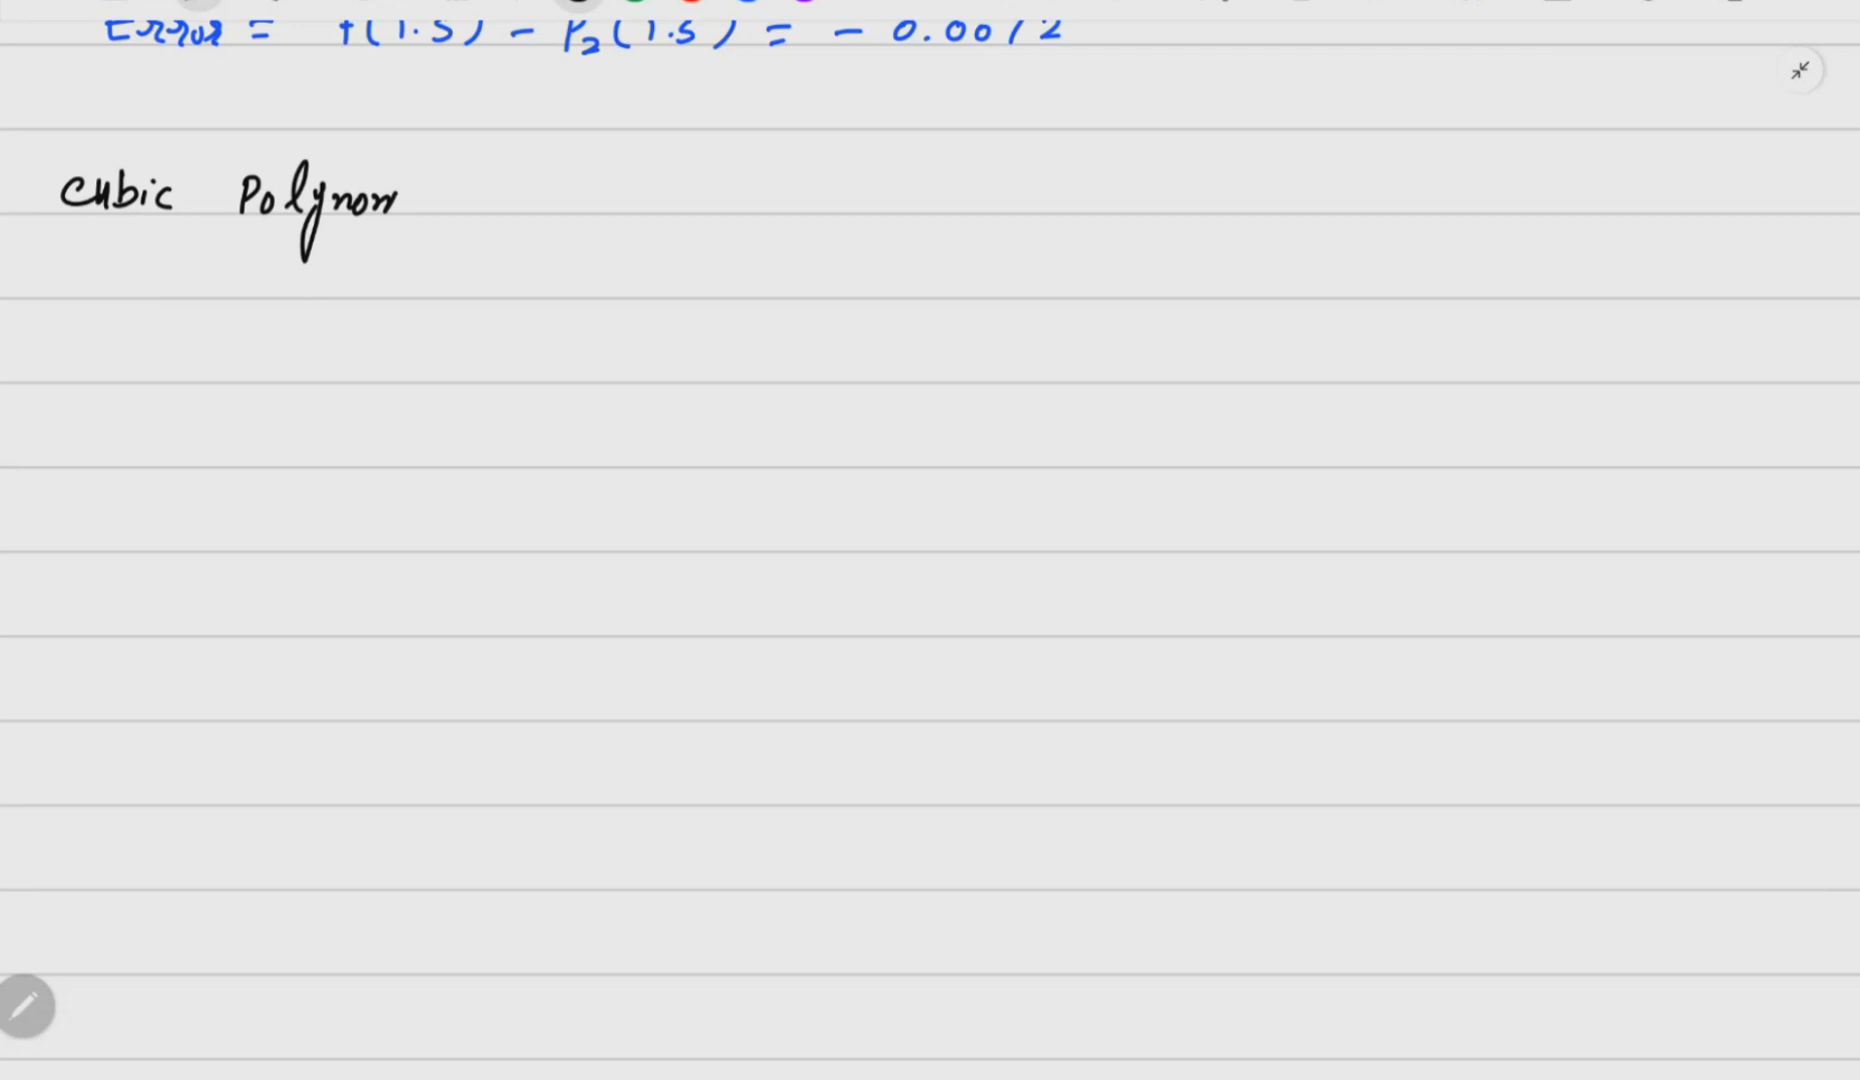 Error = f(1.5) - P₂(1.5) = - 0.0012
Cubic Polynom